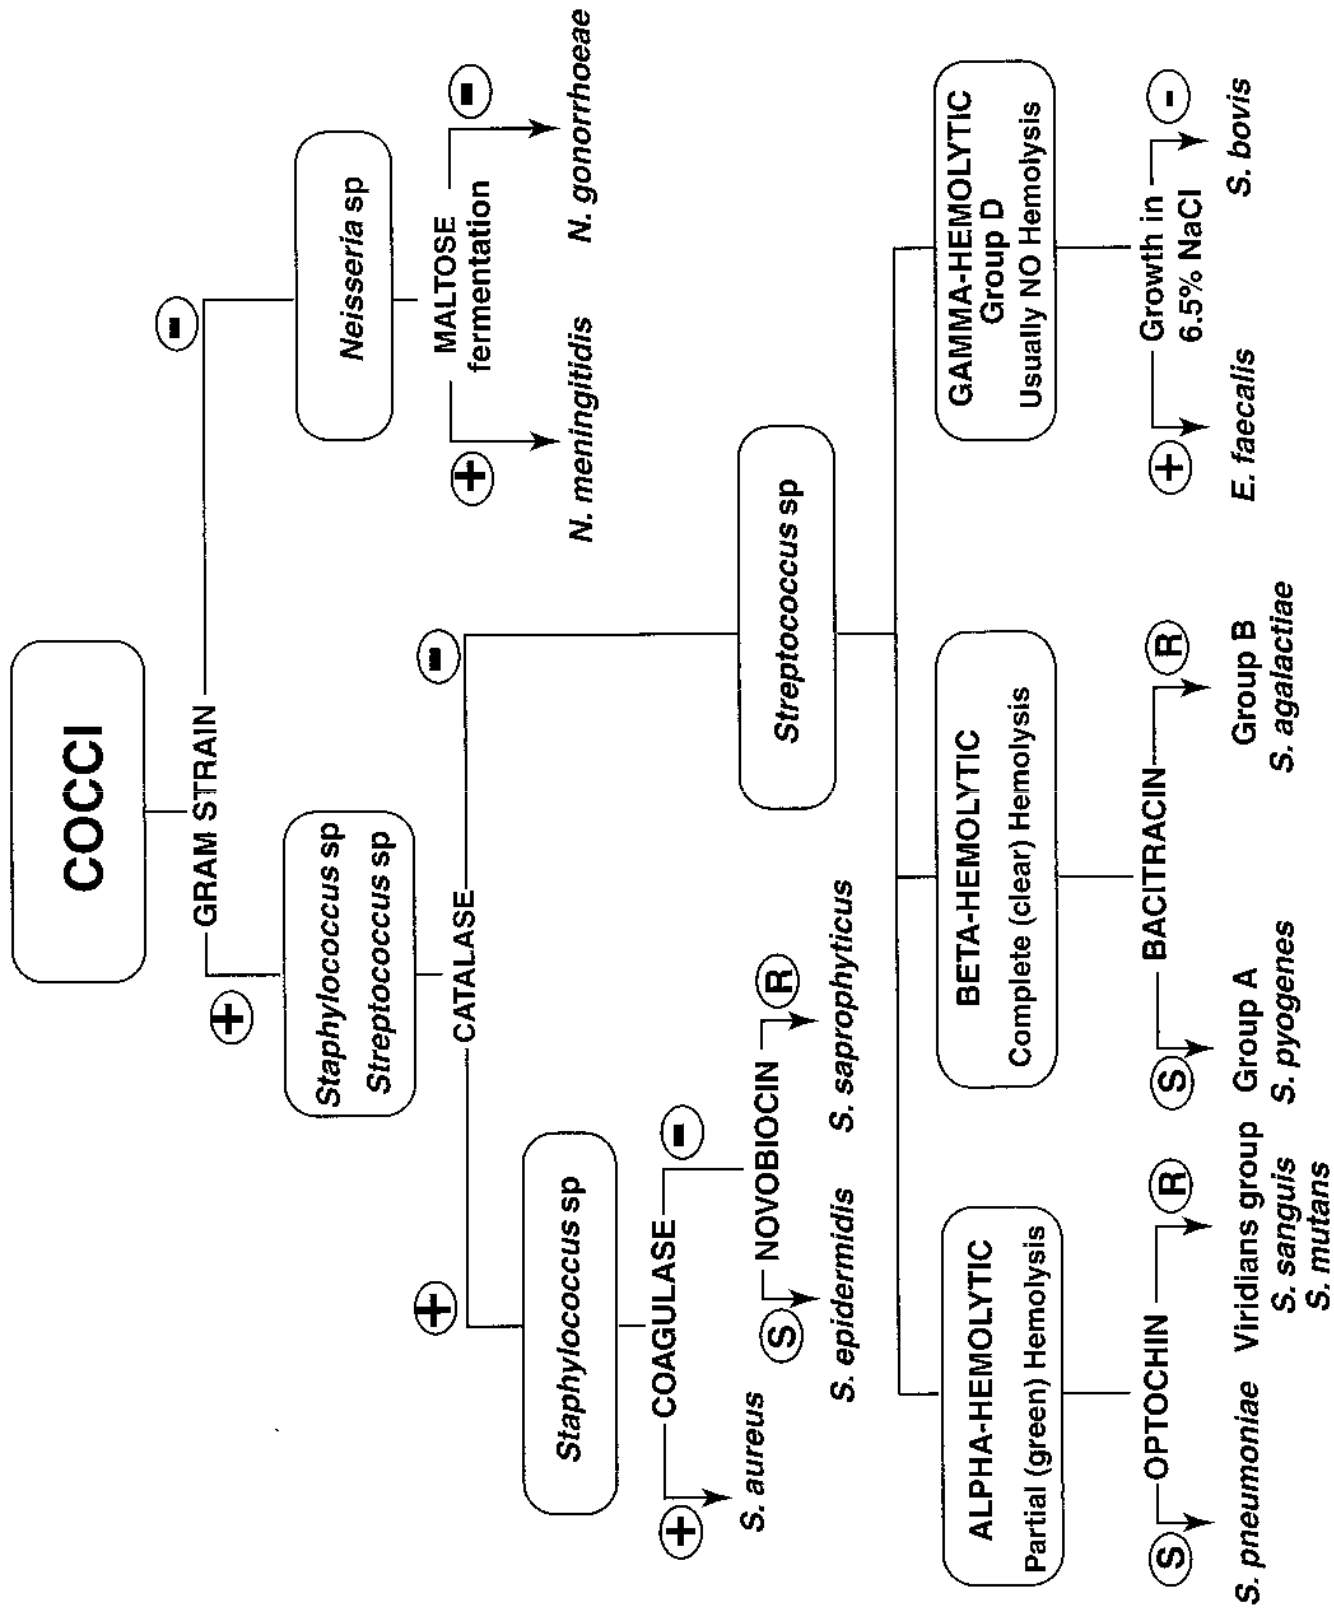 COCCI
GRAM STRAIN
+
-
Staphylococcus sp
Streptococcus sp
Neisseria sp
CATALASE
MALTOSE
fermentation
+
-
N. meningitidis
N. gonorrhoeae
+
-
Staphylococcus sp
COAGULASE
+
-
S. aureus
NOVOBIOCIN
S
R
S. epidermidis
S. saprophyticus
Streptococcus sp
ALPHA-HEMOLYTIC
Partial (green) Hemolysis
BETA-HEMOLYTIC
Complete (clear) Hemolysis
GAMMA-HEMOLYTIC
Group D
Usually NO Hemolysis
OPTOCHIN
S
R
S. pneumoniae
Viridians group
S. sanguis
S. mutans
BACITRACIN
S
R
Group A
S. pyogenes
Group B
S. agalactiae
Growth in
6.5% NaCl
+
-
E. faecalis
S. bovis